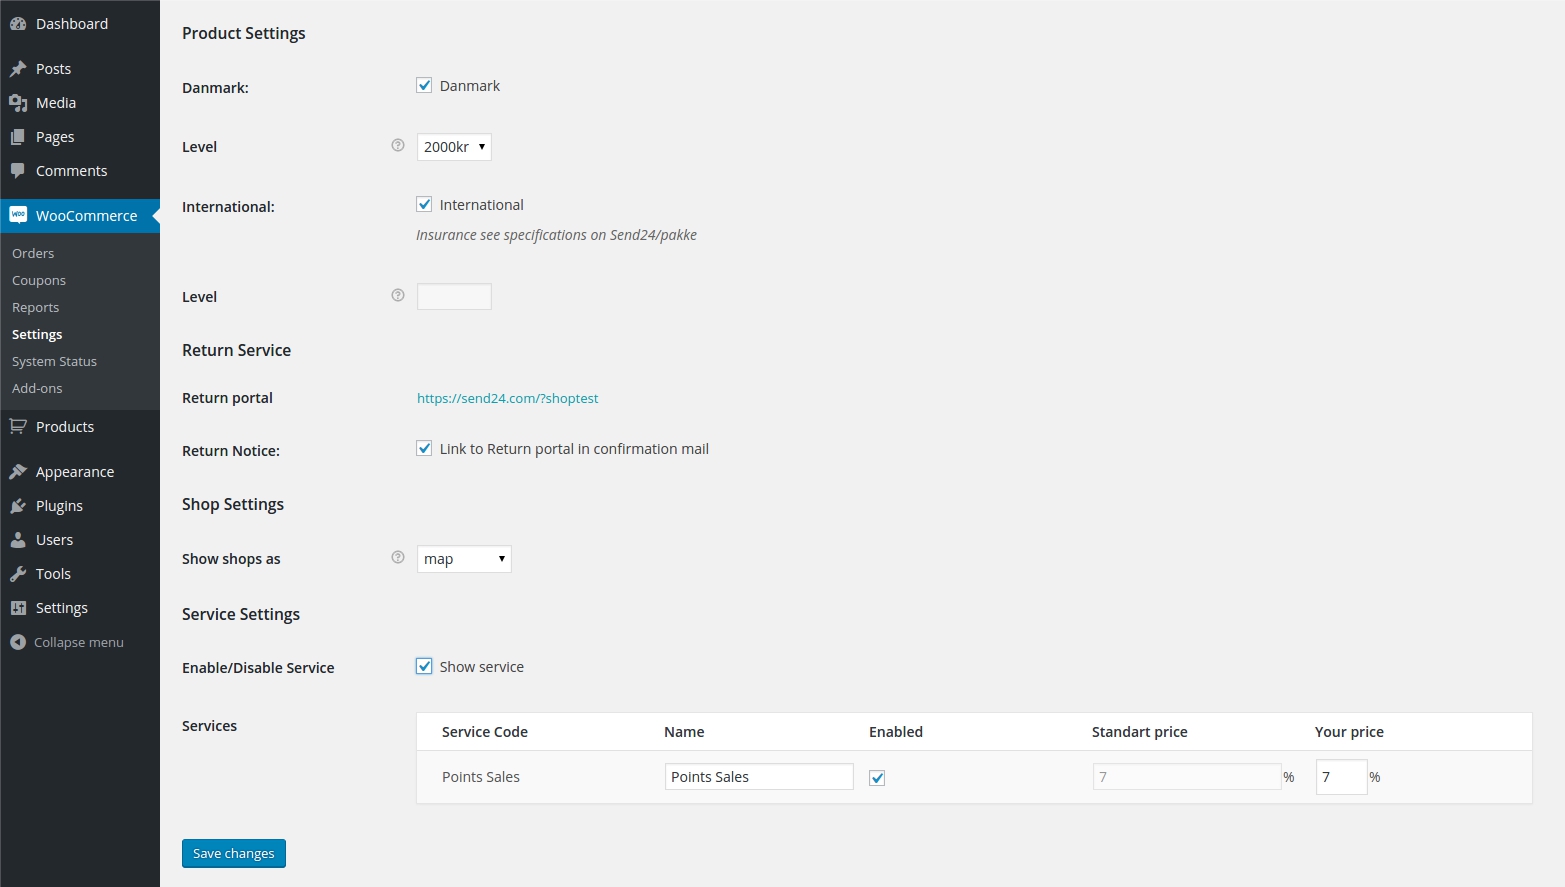 Dashboard
Posts
Media
Pages
Comments
Woo WooCommerce
Orders
Coupons
Reports
Settings
System Status
Add-ons
Products
Appearance
Plugins
Users
Tools
Settings
Collapse menu
Product Settings
Danmark: Danmark
Level ? 2000kr
International: International
Insurance see specifications on Send24/pakke
Level ?
Return Service
Return portal https://send24.com/?shoptest
Return Notice: Link to Return portal in confirmation mail
Shop Settings
Show shops as ? map
Service Settings
Enable/Disable Service Show service
Services
Service Code Name Enabled Standart price Your price
Points Sales Points Sales 7 % 7 %
Save changes